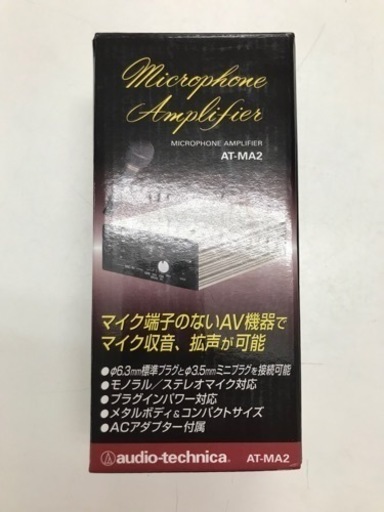 Microphone
Amplifier
MICROPHONE AMPLIFIER
AT-MA2
マイク端子のないAV機器で
マイク収音、拡声が可能
●φ6.3mm標準プラグとφ3.5mmミニプラグを接続可能
●モノラル／ステレオマイク対応
●プラグインパワー対応
●メタルボディ&コンパクトサイズ
●ACアダプター付属
audio-technica. AT-MA2